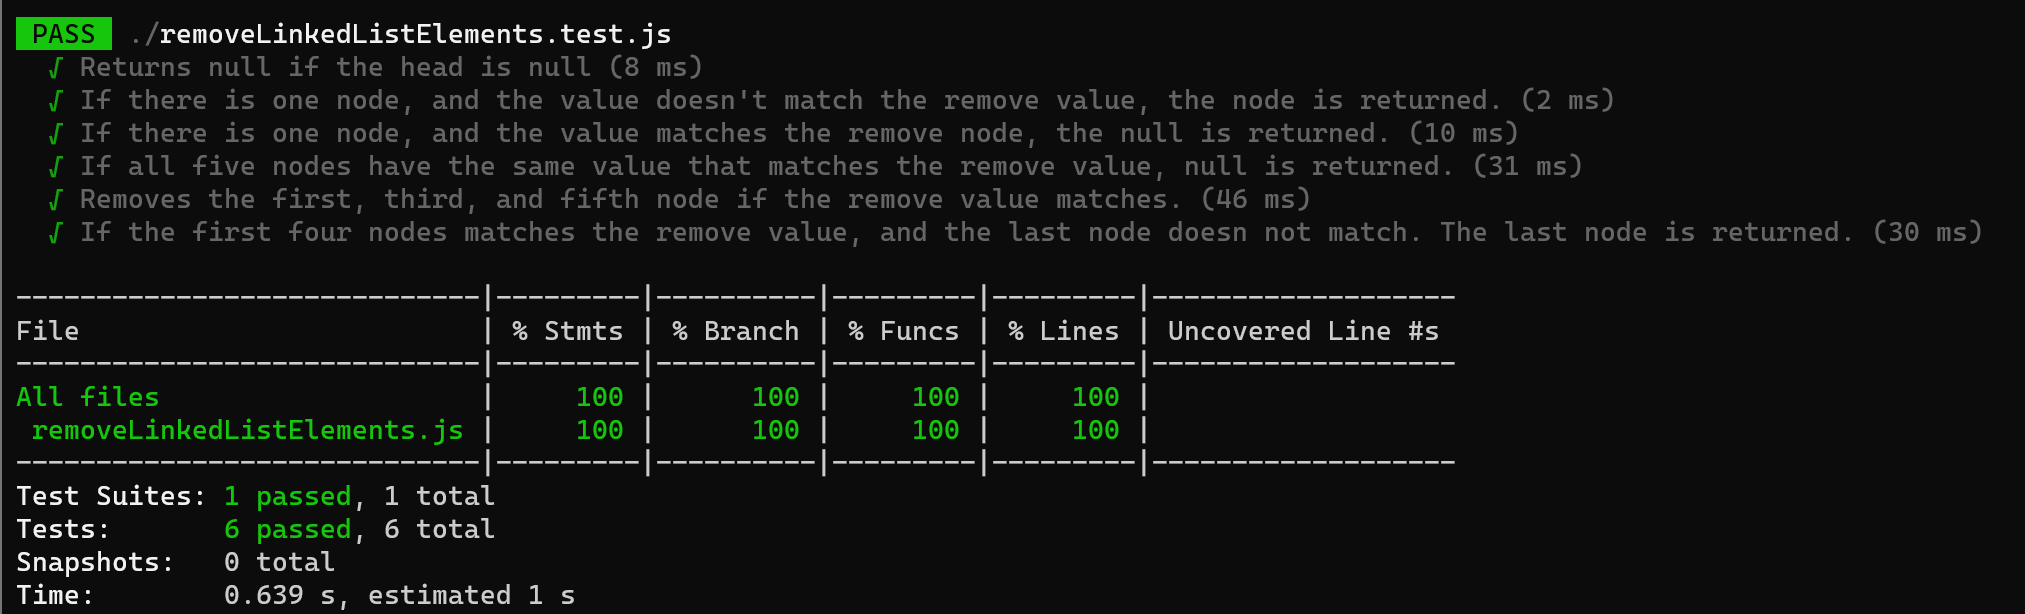 PASS ./removeLinkedListElements.test.js
√ Returns null if the head is null (8 ms)
√ If there is one node, and the value doesn't match the remove value, the node is returned. (2 ms)
√ If there is one node, and the value matches the remove node, the null is returned. (10 ms)
√ If all five nodes have the same value that matches the remove value, null is returned. (31 ms)
√ Removes the first, third, and fifth node if the remove value matches. (46 ms)
√ If the first four nodes matches the remove value, and the last node doesn not match. The last node is returned. (30 ms)
-----------------------------|---------|----------|---------|---------|-------------------
File | % Stmts | % Branch | % Funcs | % Lines | Uncovered Line #s
-----------------------------|---------|----------|---------|---------|-------------------
All files | 100 | 100 | 100 | 100 |
removeLinkedListElements.js | 100 | 100 | 100 | 100 |
-----------------------------|---------|----------|---------|---------|-------------------
Test Suites: 1 passed, 1 total
Tests: 6 passed, 6 total
Snapshots: 0 total
Time: 0.639 s, estimated 1 s